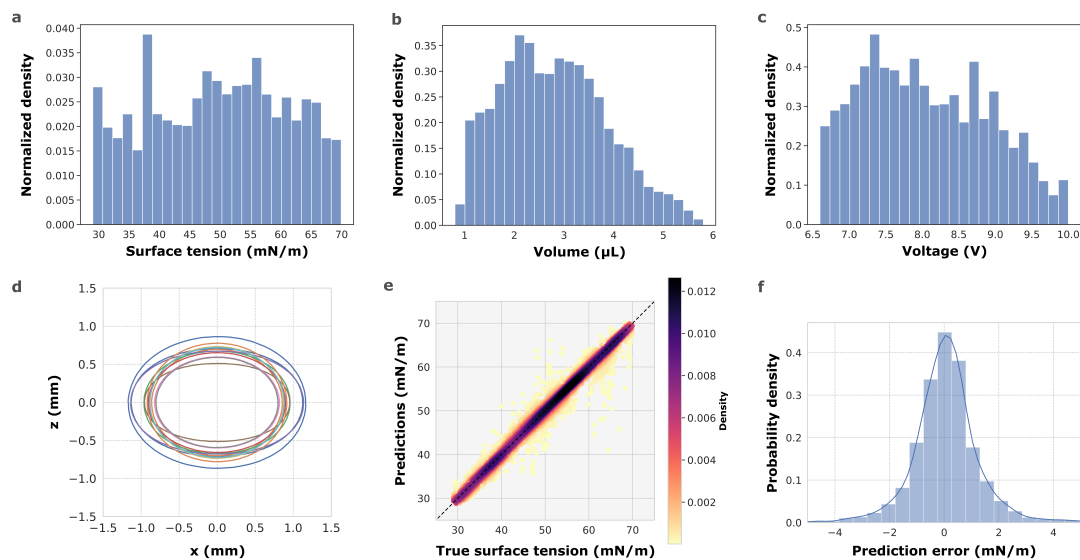 a
0.040
0.035
0.030
0.025
0.020
0.015
0.010
0.005
0.000
Normalized density
30 35 40 45 50 55 60 65 70
Surface tension (mN/m)
b
0.35
0.30
0.25
0.20
0.15
0.10
0.05
0.00
Normalized density
1 2 3 4 5 6
Volume (μL)
c
0.5
0.4
0.3
0.2
0.1
0.0
Normalized density
6.5 7.0 7.5 8.0 8.5 9.0 9.5 10.0
Voltage (V)
d
1.5
1.0
0.5
0.0
−0.5
−1.0
−1.5
z (mm)
−1.5 −1.0 −0.5 0.0 0.5 1.0 1.5
x (mm)
e
70
60
50
40
30
Predictions (mN/m)
30 40 50 60 70
True surface tension (mN/m)
0.012
0.010
0.008
0.006
0.004
0.002
Density
f
0.4
0.3
0.2
0.1
0.0
Probability density
−2 0 2 4
Prediction error (mN/m)